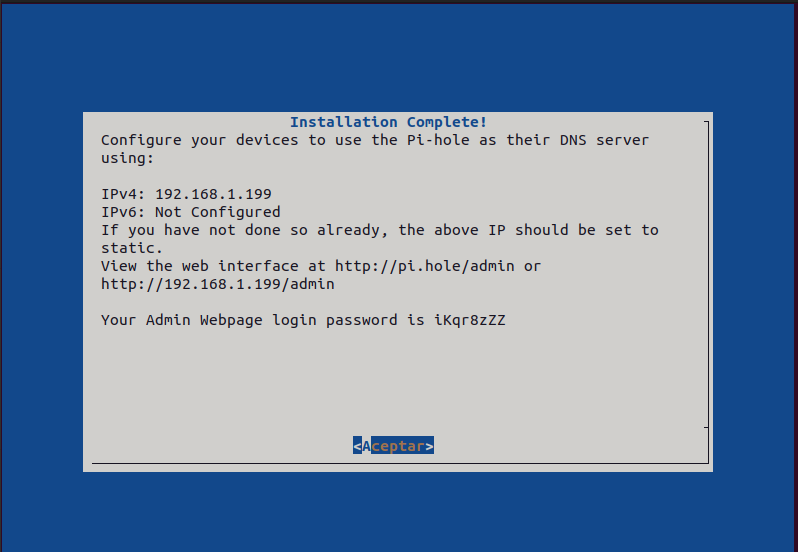 Installation Complete!
Configure your devices to use the Pi-hole as their DNS server
using:
IPv4: 192.168.1.199
IPv6: Not Configured
If you have not done so already, the above IP should be set to
static.
View the web interface at http://pi.hole/admin or
http://192.168.1.199/admin
Your Admin Webpage login password is iKqr8zZZ
<Aceptar>